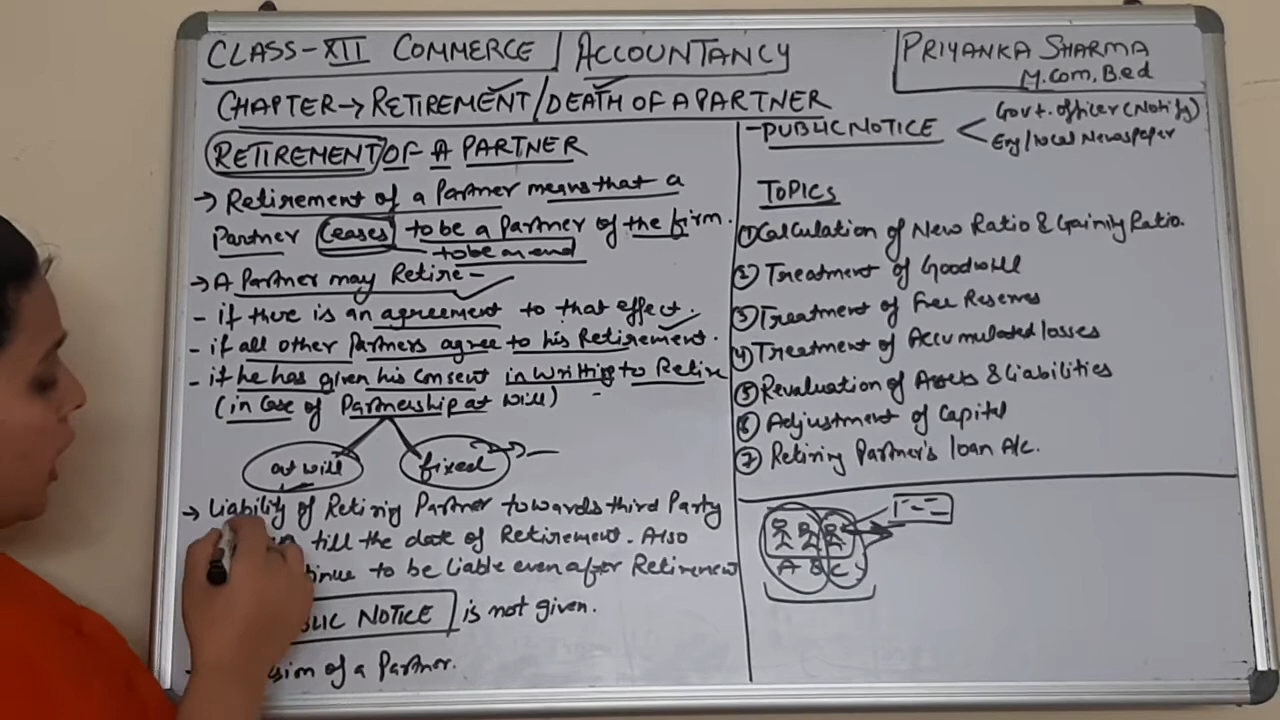 CLASS-XII COMMERCE / ACCOUNTANCY
PRIYANKA SHARMA
M.Com, B.ed
CHAPTER → RETIREMENT / DEATH OF A PARTNER
RETIREMENT OF A PARTNER
→ Retirement of a Partner means that a
Partner Ceases to be a Partner of the firm.
to be an end
→ A Partner may Retire -
- if there is an agreement to that effect.
- if all other Partners agree to his Retirement.
- if he has given his consent in writing to Retire
(in Case of Partnership at will)
at will
fixed
→ Liability of Retiring Partner towards third Party
till the date of Retirement. Also
to be liable even after Retirement
NOTICE is not given.
of a Partner.
- PUBLIC NOTICE
Govt. officer (Notify)
Eng/local Newspaper
TOPICS
① Calculation of New Ratio & Gaining Ratio.
② Treatment of Goodwill
③ Treatment of Free Reserves
④ Treatment of Accumulated losses
⑤ Revaluation of Assets & Liabilities
⑥ Adjustment of Capital
⑦ Retiring Partner's loan A/c.
A B C